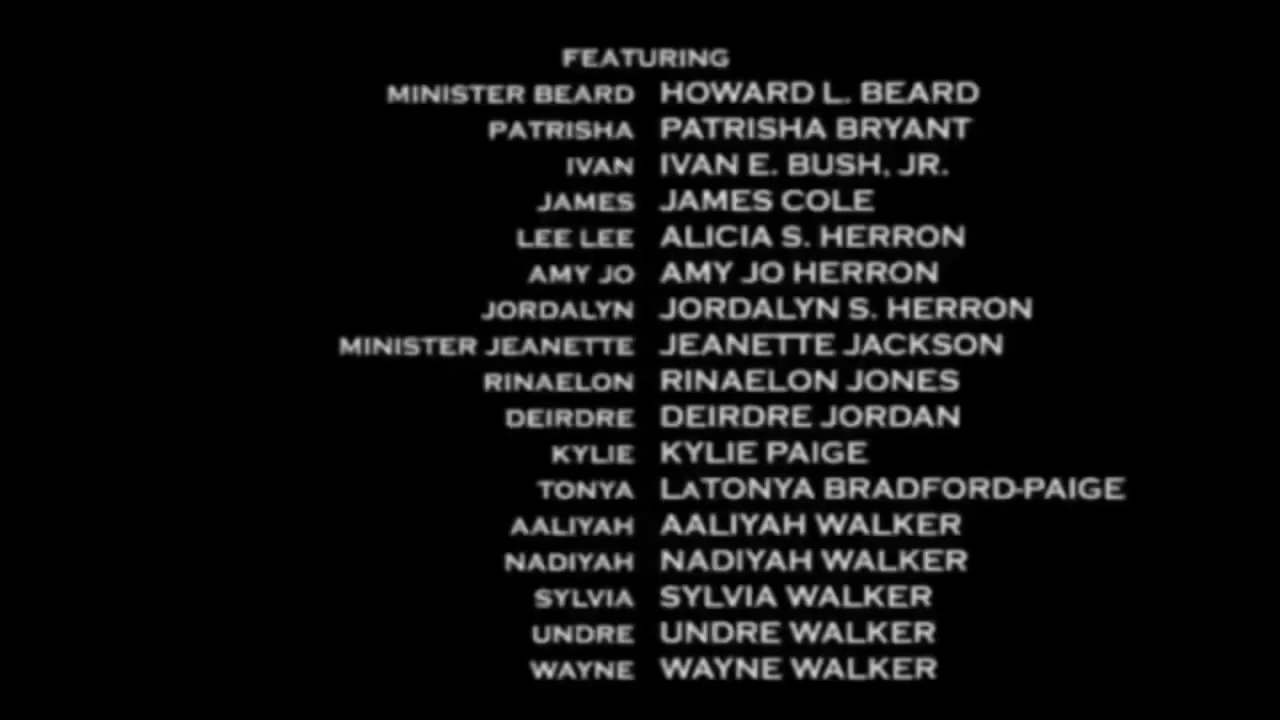 FEATURING
MINISTER BEARD HOWARD L. BEARD
PATRISHA PATRISHA BRYANT
IVAN IVAN E. BUSH, JR.
JAMES JAMES COLE
LEE LEE ALICIA S. HERRON
AMY JO AMY JO HERRON
JORDALYN JORDALYN S. HERRON
MINISTER JEANETTE JEANETTE JACKSON
RINAELON RINAELON JONES
DEIRDRE DEIRDRE JORDAN
KYLIE KYLIE PAIGE
TONYA LATONYA BRADFORD-PAIGE
AALIYAH AALIYAH WALKER
NADIYAH NADIYAH WALKER
SYLVIA SYLVIA WALKER
UNDRE UNDRE WALKER
WAYNE WAYNE WALKER